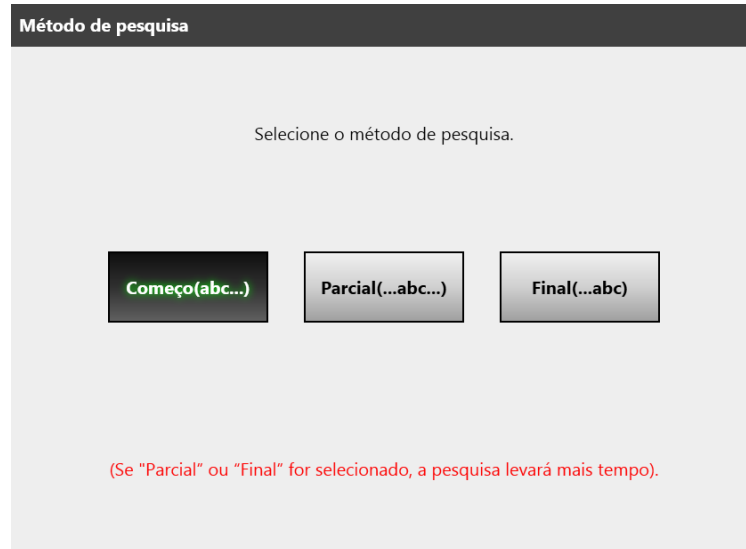 Método de pesquisa
Selecione o método de pesquisa.
Começo(abc...)
Parcial(...abc...)
Final(...abc)
(Se "Parcial” ou “Final” for selecionado, a pesquisa levará mais tempo).